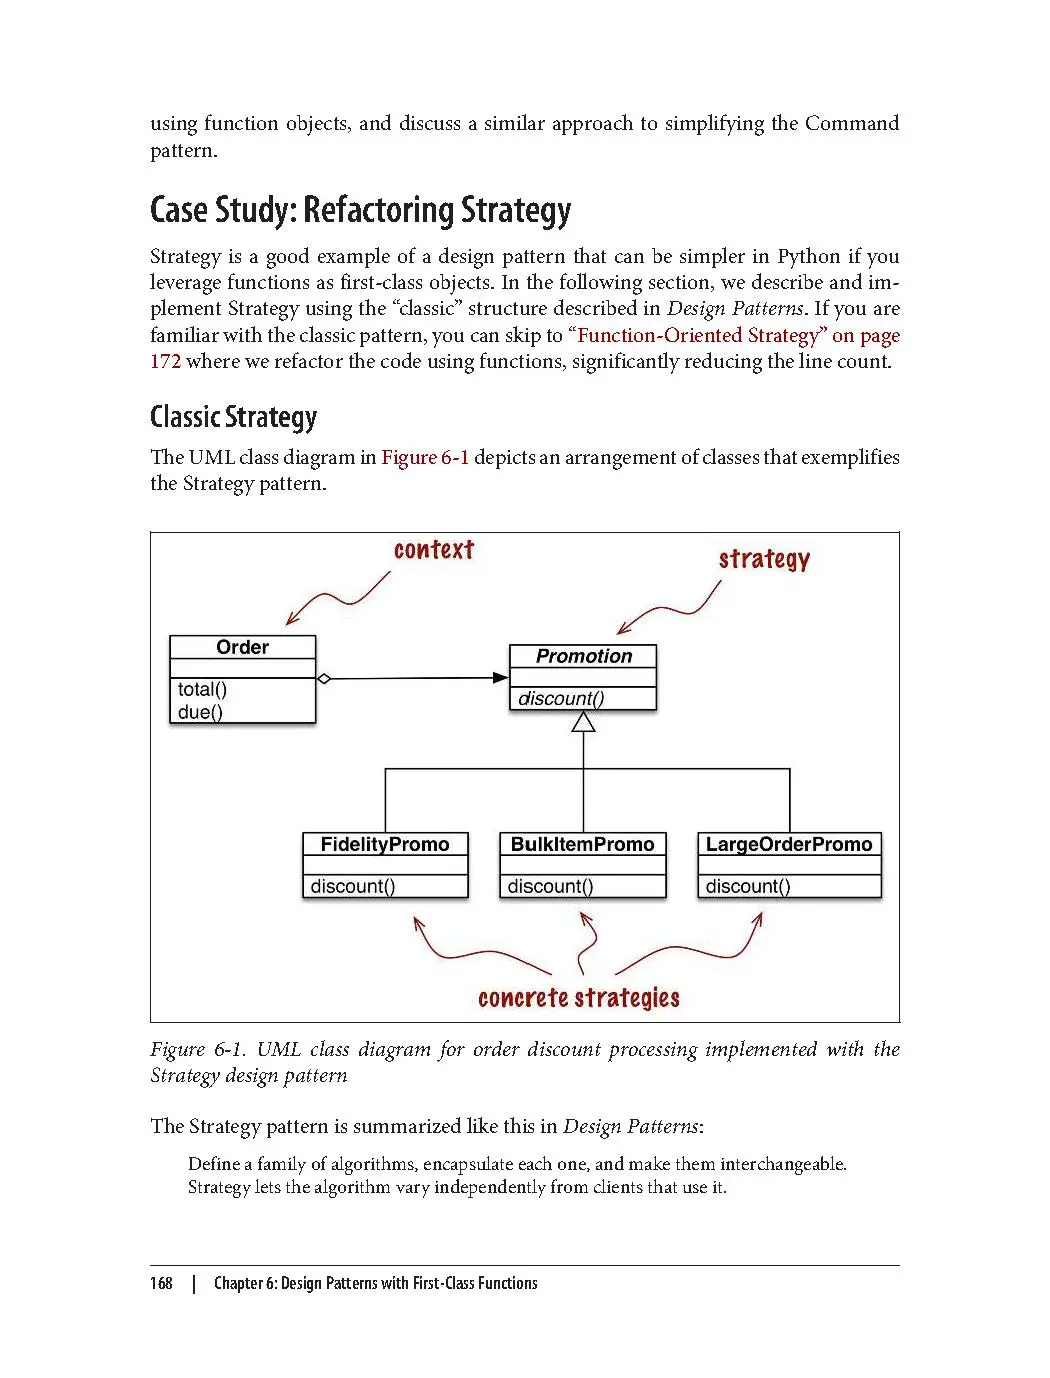 using function objects, and discuss a similar approach to simplifying the Command
pattern.
Case Study: Refactoring Strategy
Strategy is a good example of a design pattern that can be simpler in Python if you
leverage functions as first-class objects. In the following section, we describe and im-
plement Strategy using the “classic” structure described in Design Patterns. If you are
familiar with the classic pattern, you can skip to “Function-Oriented Strategy” on page
172 where we refactor the code using functions, significantly reducing the line count.
Classic Strategy
The UML class diagram in Figure 6-1 depicts an arrangement of classes that exemplifies
the Strategy pattern.
context
strategy
Order
total()
due()
Promotion
discount()
FidelityPromo
discount()
BulkItemPromo
discount()
LargeOrderPromo
discount()
concrete strategies
Figure 6-1. UML class diagram for order discount processing implemented with the
Strategy design pattern
The Strategy pattern is summarized like this in Design Patterns:
Define a family of algorithms, encapsulate each one, and make them interchangeable.
Strategy lets the algorithm vary independently from clients that use it.
168 | Chapter 6: Design Patterns with First-Class Functions